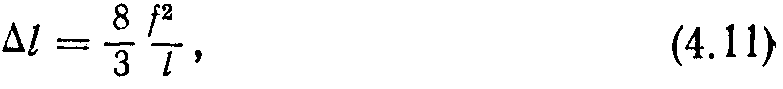 Δl = 8/3 f²/l, (4.11)